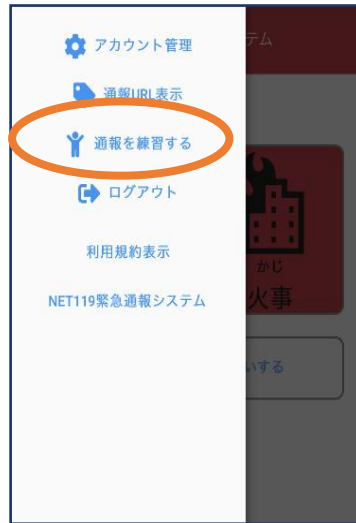 アカウント管理
テム
通報URL表示
通報を練習する
ログアウト
かじ
火事
利用規約表示
NET119緊急通報システム
いする